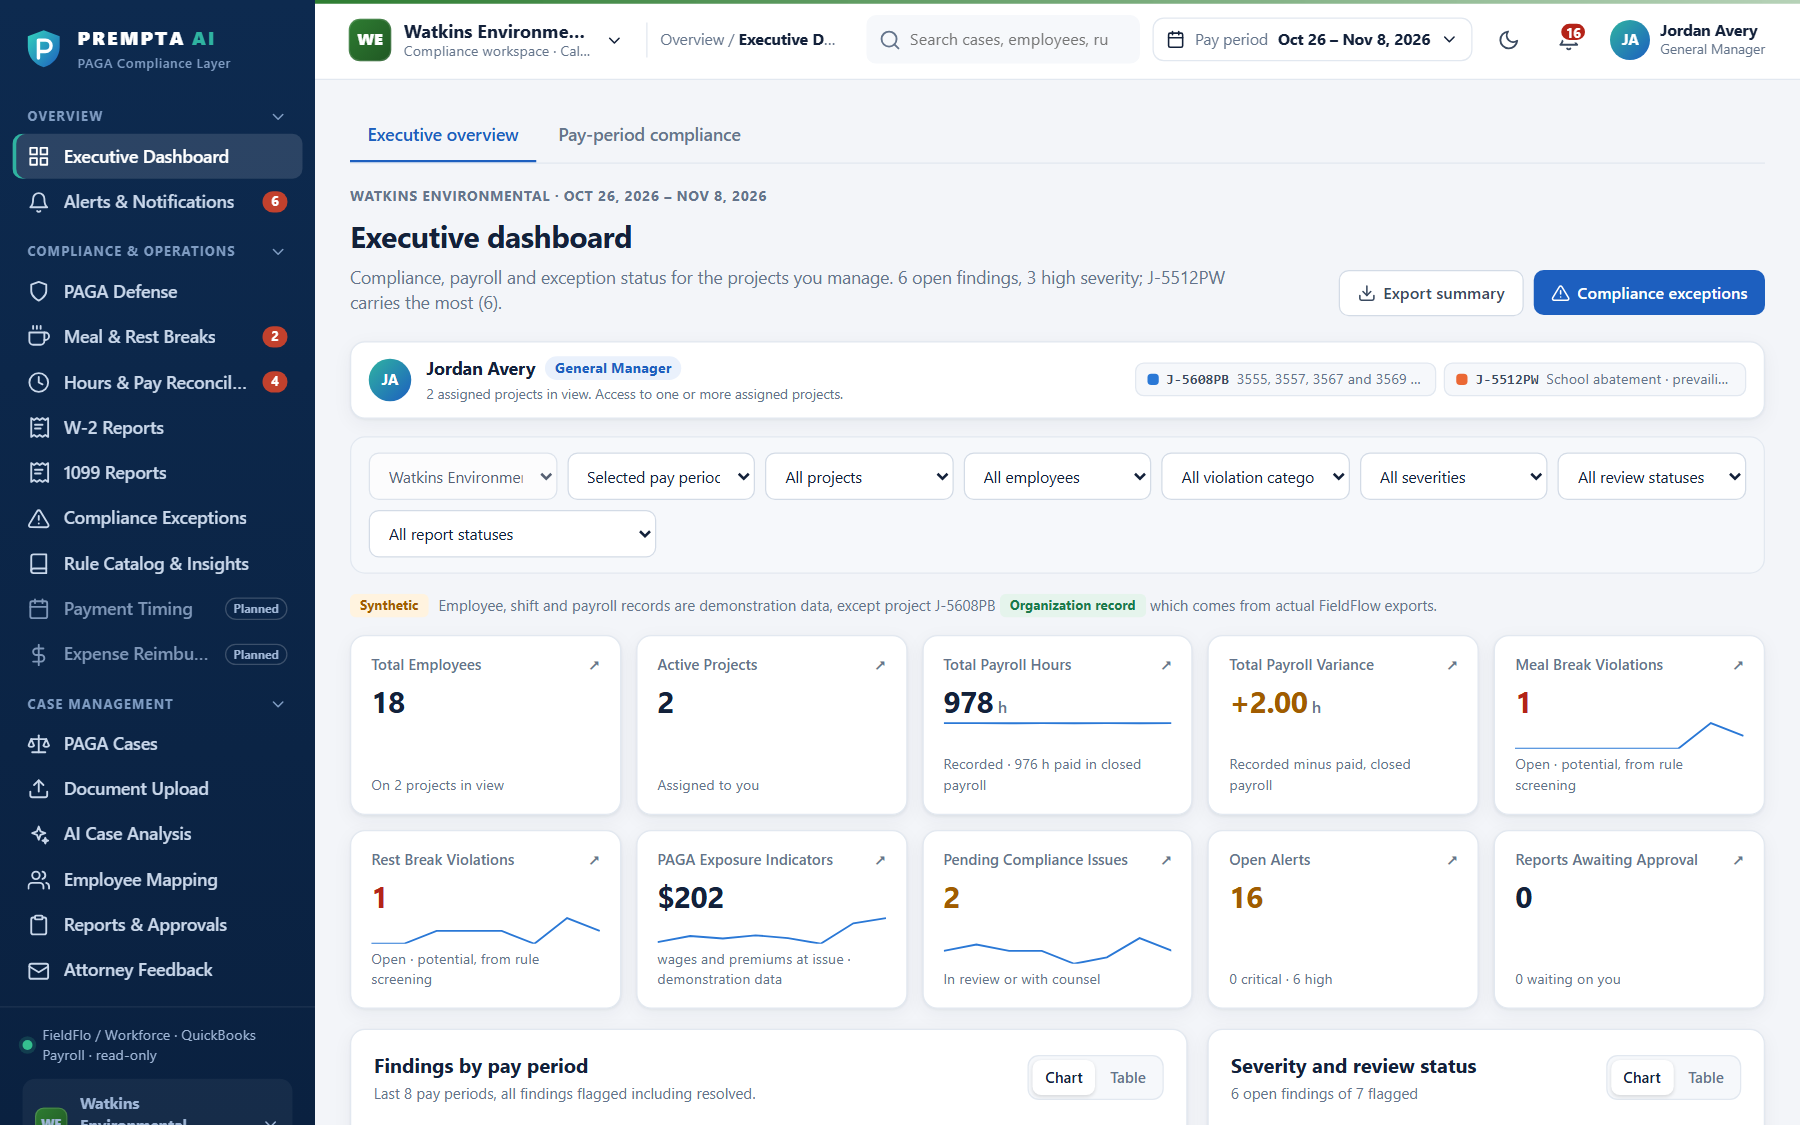 PREMPTA AI
PAGA Compliance Layer
OVERVIEW
Executive Dashboard
Alerts & Notifications 6
COMPLIANCE & OPERATIONS
PAGA Defense
Meal & Rest Breaks 2
Hours & Pay Reconcil... 4
W-2 Reports
1099 Reports
Compliance Exceptions
Rule Catalog & Insights
Payment Timing Planned
Expense Reimbu... Planned
CASE MANAGEMENT
PAGA Cases
Document Upload
AI Case Analysis
Employee Mapping
Reports & Approvals
Attorney Feedback
FieldFlo / Workforce · QuickBooks
Payroll · read-only
Watkins
WE
WE
Watkins Environme...
Compliance workspace · Cal...
Overview / Executive D...
Search cases, employees, ru
Pay period Oct 26 – Nov 8, 2026
16
JA
Jordan Avery
General Manager
Executive overview
Pay-period compliance
WATKINS ENVIRONMENTAL · OCT 26, 2026 – NOV 8, 2026
Executive dashboard
Compliance, payroll and exception status for the projects you manage. 6 open findings, 3 high severity; J-5512PW
carries the most (6).
Export summary
Compliance exceptions
JA
Jordan Avery General Manager
2 assigned projects in view. Access to one or more assigned projects.
J-5608PB 3555, 3557, 3567 and 3569 ...
J-5512PW School abatement · prevaili...
Watkins Environmer
Selected pay perioc
All projects
All employees
All violation catego
All severities
All review statuses
All report statuses
Synthetic Employee, shift and payroll records are demonstration data, except project J-5608PB Organization record which comes from actual FieldFlow exports.
Total Employees ↗
18
On 2 projects in view
Active Projects ↗
2
Assigned to you
Total Payroll Hours ↗
978 h
Recorded · 976 h paid in closed
payroll
Total Payroll Variance ↗
+2.00 h
Recorded minus paid, closed
payroll
Meal Break Violations ↗
1
Open · potential, from rule
screening
Rest Break Violations ↗
1
Open · potential, from rule
screening
PAGA Exposure Indicators ↗
$202
wages and premiums at issue ·
demonstration data
Pending Compliance Issues ↗
2
In review or with counsel
Open Alerts ↗
16
0 critical · 6 high
Reports Awaiting Approval ↗
0
0 waiting on you
Findings by pay period
Last 8 pay periods, all findings flagged including resolved.
Chart Table
Severity and review status
6 open findings of 7 flagged
Chart Table